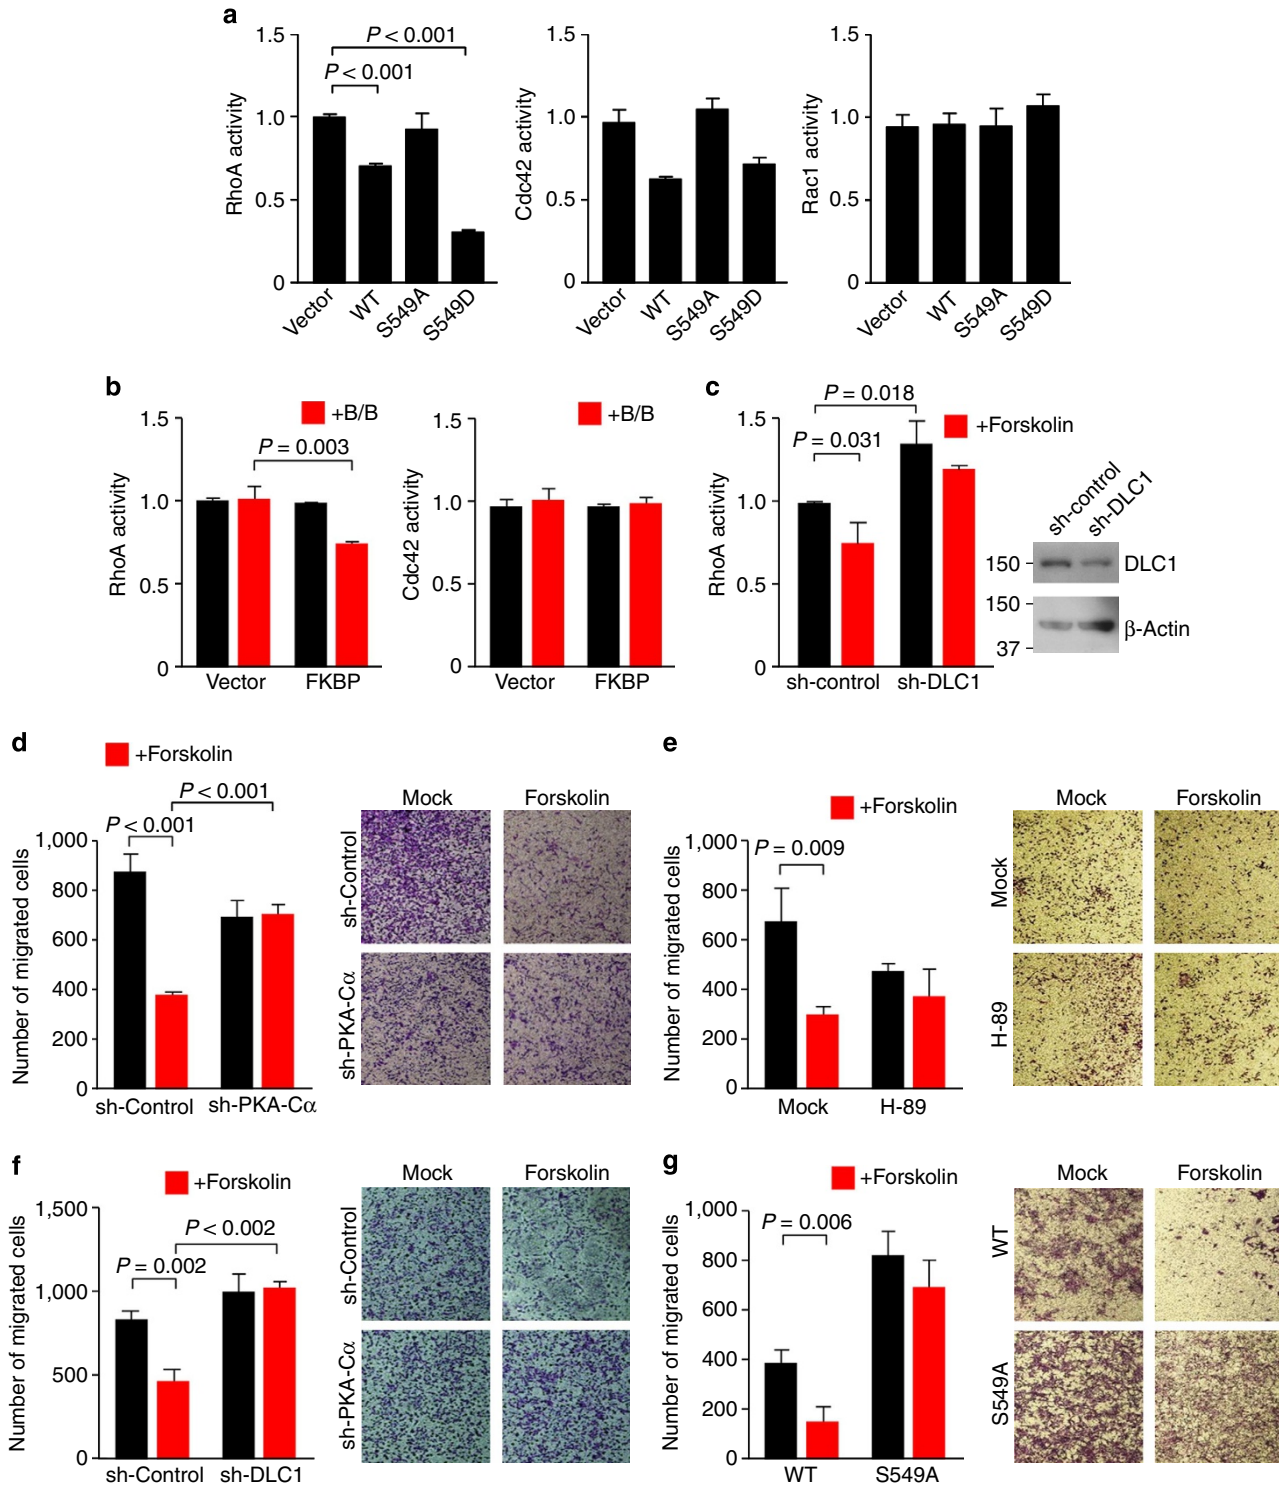 a
1.5
1.0
0.5
0
RhoA activity
P < 0.001
P < 0.001
Vector
WT
S549A
S549D
1.5
1.0
0.5
0
Cdc42 activity
Vector
WT
S549A
S549D
1.5
1.0
0.5
0
Rac1 activity
Vector
WT
S549A
S549D
b
+B/B
1.5
1.0
0.5
0
RhoA activity
P = 0.003
Vector FKBP
+B/B
1.5
1.0
0.5
0
Cdc42 activity
Vector FKBP
c
P = 0.018
+Forskolin
P = 0.031
1.5
1.0
0.5
0
RhoA activity
sh-control sh-DLC1
sh-control
sh-DLC1
150
DLC1
150
β-Actin
37
d
+Forskolin
P < 0.001
P < 0.001
1,000
800
600
400
200
0
Number of migrated cells
sh-Control sh-PKA-Cα
Mock Forskolin
sh-Control
sh-PKA-Cα
e
+Forskolin
P = 0.009
1,000
800
600
400
200
0
Number of migrated cells
Mock H-89
Mock Forskolin
Mock
H-89
f
+Forskolin
P < 0.002
P = 0.002
1,500
1,000
500
0
Number of migrated cells
sh-Control sh-DLC1
Mock Forskolin
sh-Control
sh-PKA-Cα
g
+Forskolin
P = 0.006
1,000
800
600
400
200
0
Number of migrated cells
WT S549A
Mock Forskolin
WT
S549A